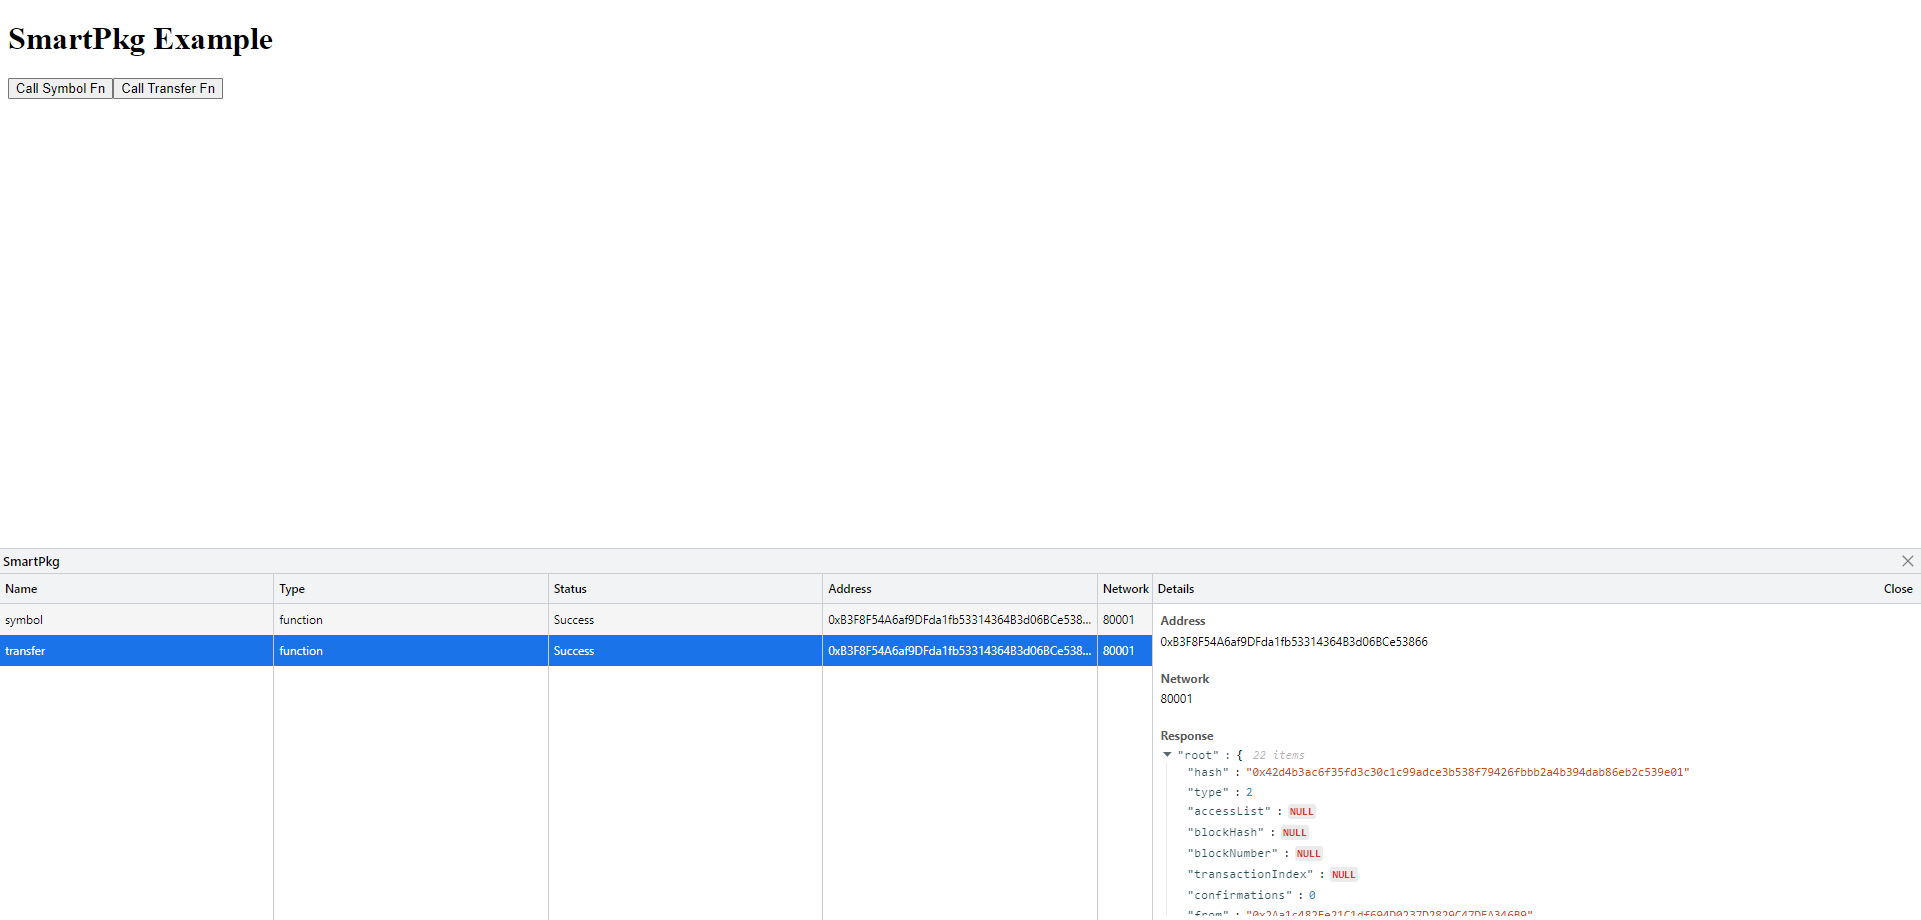 SmartPkg Example
Call Symbol Fn Call Transfer Fn
SmartPkg
Name Type Status Address Network Details Close
symbol function Success 0xB3F8F54A6af9DFda1fb53314364B3d06BCe538... 80001
transfer function Success 0xB3F8F54A6af9DFda1fb53314364B3d06BCe538... 80001
Address
0xB3F8F54A6af9DFda1fb53314364B3d06BCe53866
Network
80001
Response
"root" : { 22 items
"hash" : "0x42d4b3ac6f35fd3c30c1c99adce3b538f79426fbbb2a4b394dab86eb2c539e01"
"type" : 2
"accessList" : NULL
"blockHash" : NULL
"blockNumber" : NULL
"transactionIndex" : NULL
"confirmations" : 0
"from" :